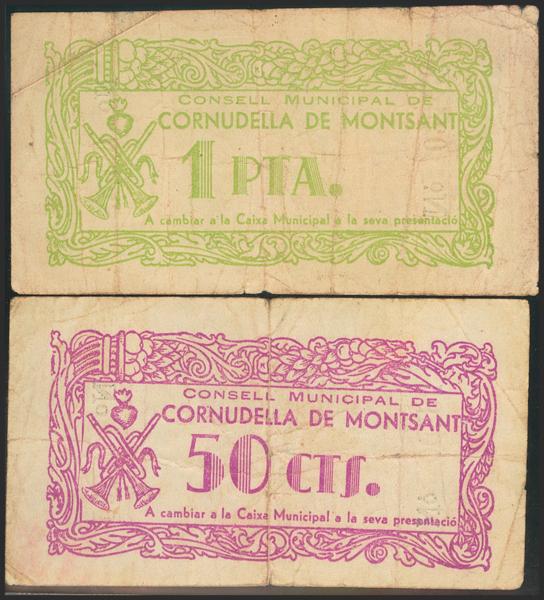 CONSELL MUNICIPAL DE
CORNUDELLA DE MONTSANT
1 PTA.
A cambiar a la Caixa Municipal a la seva presentació
CONSELL MUNICIPAL DE
CORNUDELLA DE MONTSANT
50 CTS.
A cambiar a la Caixa Municipal a la seva presentació